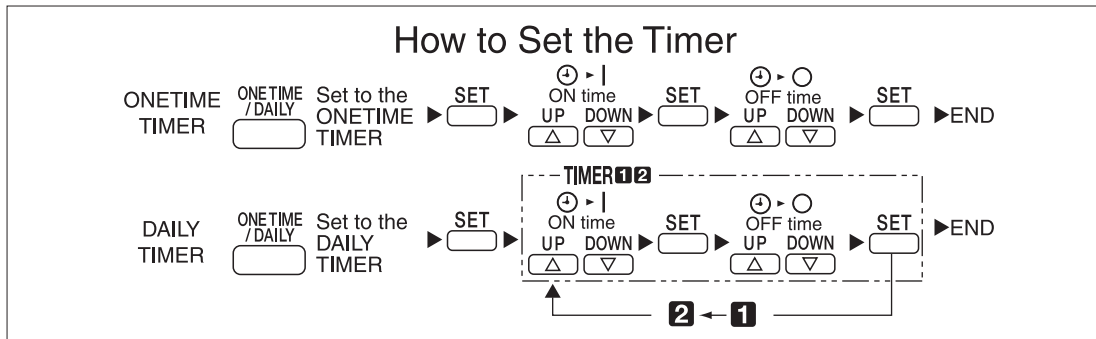 How to Set the Timer
ONETIME TIMER
ONETIME /DAILY
Set to the ONETIME TIMER
SET
ON time
UP DOWN
SET
OFF time
UP DOWN
SET
END
DAILY TIMER
ONETIME /DAILY
Set to the DAILY TIMER
SET
TIMER 1 2
ON time
UP DOWN
SET
OFF time
UP DOWN
SET
END
2 ← 1